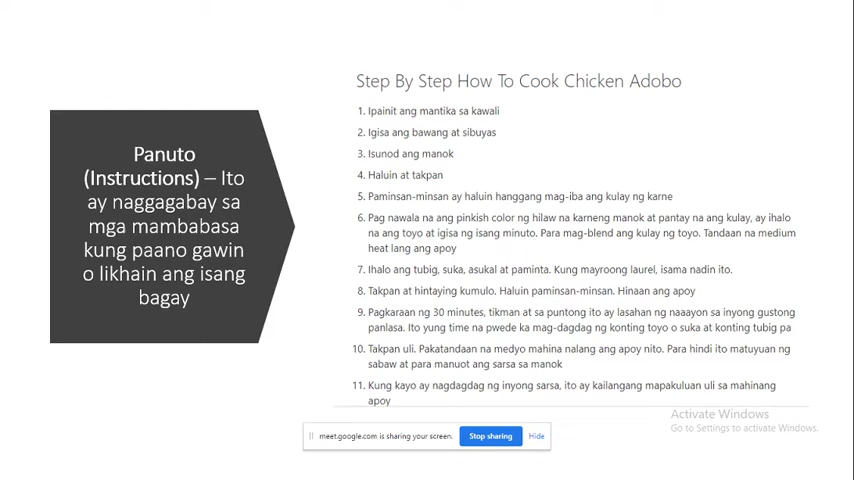 Panuto
(Instructions) – Ito
ay naggagabay sa
mga mambabasa
kung paano gawin
o likhain ang isang
bagay
Step By Step How To Cook Chicken Adobo
1. Ipainit ang mantika sa kawali
2. Igisa ang bawang at sibuyas
3. Isunod ang manok
4. Haluin at takpan
5. Paminsan-minsan ay haluin hanggang mag-iba ang kulay ng karne
6. Pag nawala na ang pinkish color ng hilaw na karneng manok at pantay na ang kulay, ay ihalo
na ang toyo at igisa ng isang minuto. Para mag-blend ang kulay ng toyo. Tandaan na medium
heat lang ang apoy
7. Ihalo ang tubig, suka, asukal at paminta. Kung mayroong laurel, isama nadin ito.
8. Takpan at hintaying kumulo. Haluin paminsan-minsan. Hinaan ang apoy
9. Pagkaraan ng 30 minutes, tikman at sa puntong ito ay lasahan ng naaayon sa inyong gustong
panlasa. Ito yung time na pwede ka mag-dagdag ng konting toyo o suka at konting tubig pa
10. Takpan uli. Pakatandaan na medyo mahina nalang ang apoy nito. Para hindi ito matuyuan ng
sabaw at para manuot ang sarsa sa manok
11. Kung kayo ay nagdagdag ng inyong sarsa, ito ay kailangang mapakuluan uli sa mahinang
apoy
Activate Windows
Go to Settings to activate Windows.
meet.google.com is sharing your screen.
Stop sharing
Hide